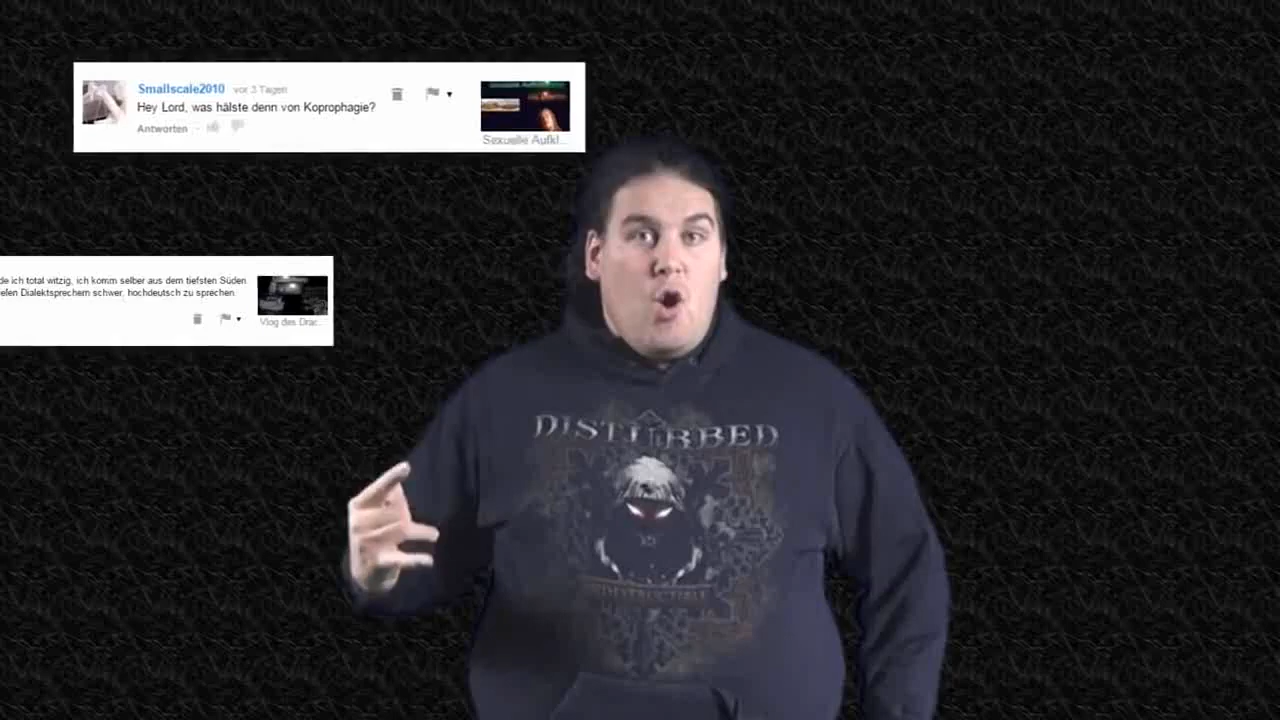 Smallscale2010 vor 3 Tagen
Hey Lord, was hälste denn von Koprophagie?
Antworten
Sexuelle Aufkl...
de ich total witzig, ich komm selber aus dem tiefsten Süden
elen Dialektsprechern schwer, hochdeutsch zu sprechen.
Vlog des Drac...
DISTURBED
INDESTRUCTIBLE